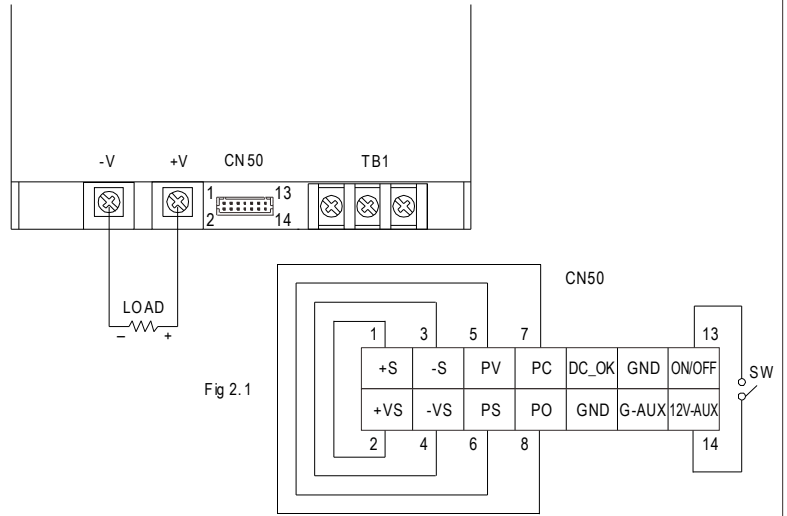 -V +V CN50 TB1
1 13
2 14
LOAD
– +
CN50
1 3 5 7 13
+S -S PV PC DC_OK GND ON/OFF
SW
Fig 2.1
+VS -VS PS PO GND G-AUX 12V-AUX
2 4 6 8 14